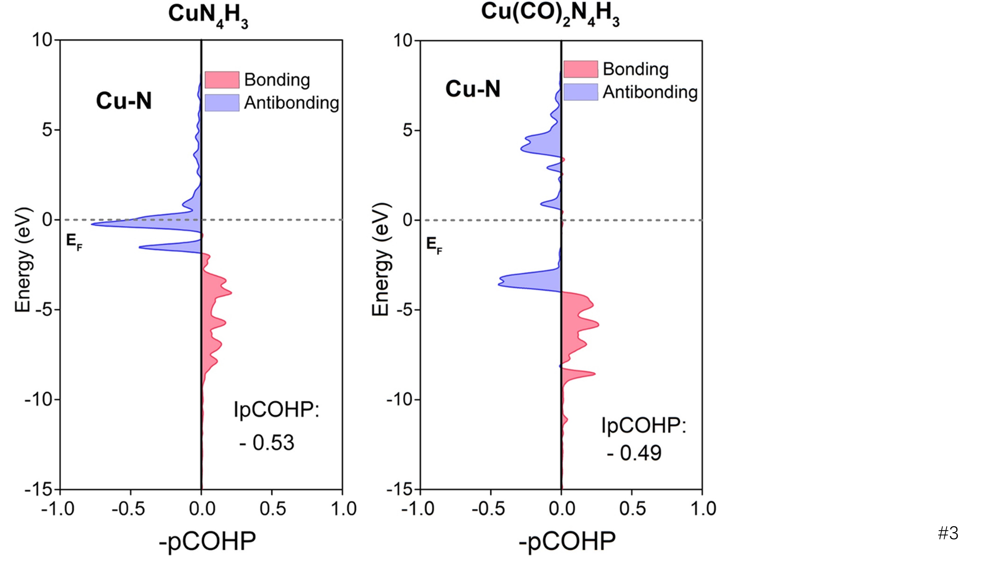 CuN₄H₃
10
5
0
-5
-10
-15
Energy (eV)
Cu-N
Bonding
Antibonding
E_F
IpCOHP:
- 0.53
-1.0 -0.5 0.0 0.5 1.0
-pCOHP
Cu(CO)₂N₄H₃
10
5
0
-5
-10
-15
Energy (eV)
Cu-N
Bonding
Antibonding
E_F
IpCOHP:
- 0.49
-1.0 -0.5 0.0 0.5 1.0
-pCOHP
#3